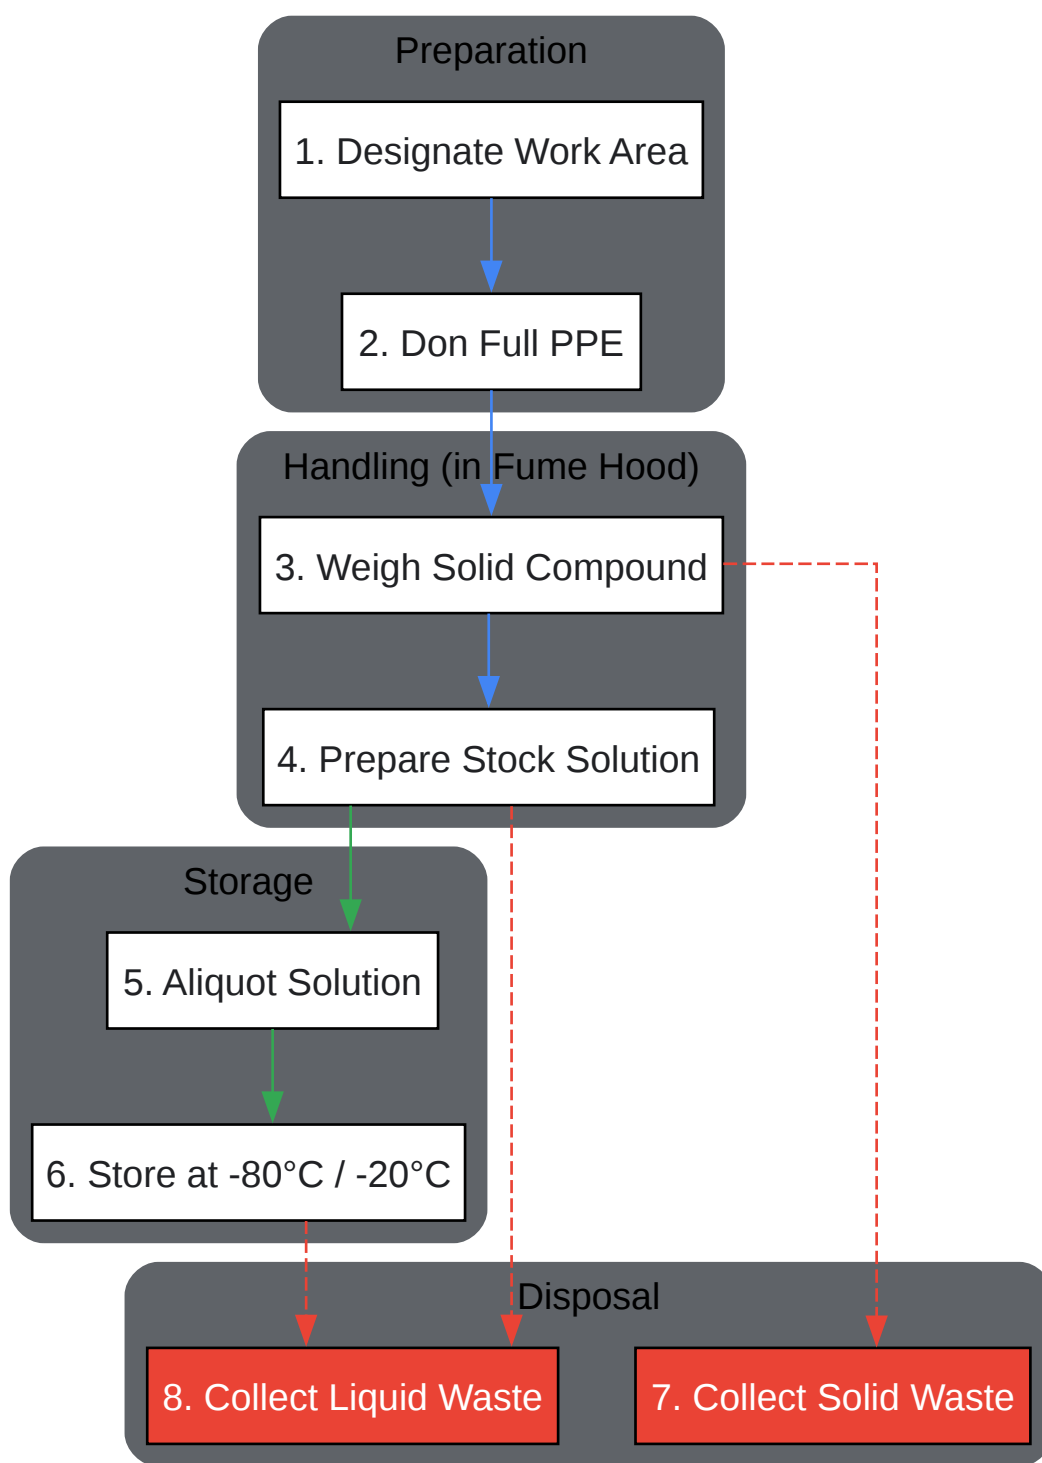 Preparation
1. Designate Work Area
2. Don Full PPE
Handling (in Fume Hood)
3. Weigh Solid Compound
4. Prepare Stock Solution
Storage
5. Aliquot Solution
6. Store at -80°C / -20°C
Disposal
8. Collect Liquid Waste
7. Collect Solid Waste